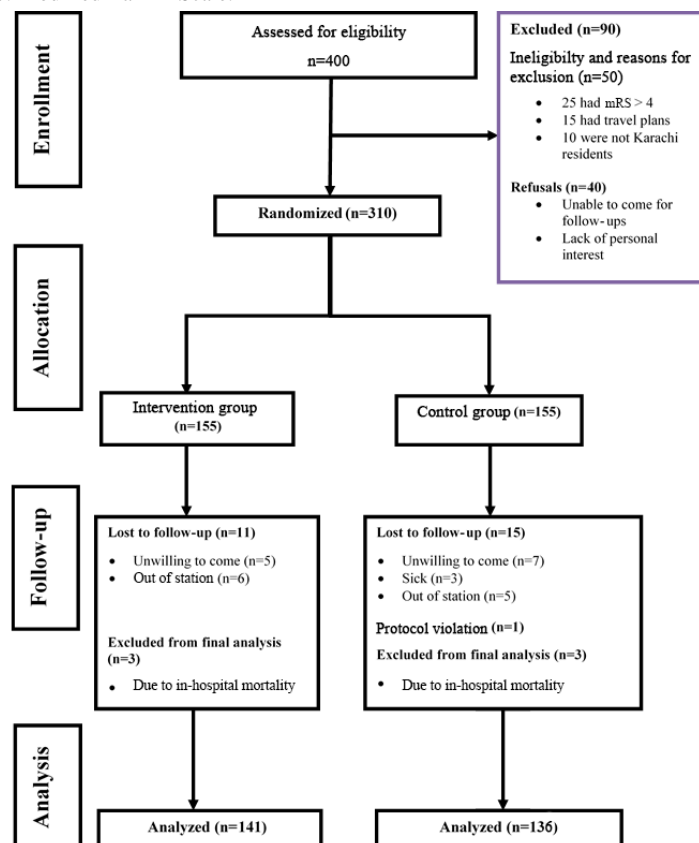 Assessed for eligibility
n=400
Excluded (n=90)
Ineligibilty and reasons for
exclusion (n=50)
• 25 had mRS > 4
• 15 had travel plans
• 10 were not Karachi
residents
Refusals (n=40)
• Unable to come for
follow-ups
• Lack of personal
interest
Enrollment
Randomized (n=310)
Allocation
Intervention group
(n=155)
Control group (n=155)
Follow-up
Lost to follow-up (n=11)
• Unwilling to come (n=5)
• Out of station (n=6)
Excluded from final analysis
(n=3)
• Due to in-hospital mortality
Lost to follow-up (n=15)
• Unwilling to come (n=7)
• Sick (n=3)
• Out of station (n=5)
Protocol violation (n=1)
Excluded from final analysis (n=3)
• Due to in-hospital mortality
Analysis
Analyzed (n=141)
Analyzed (n=136)